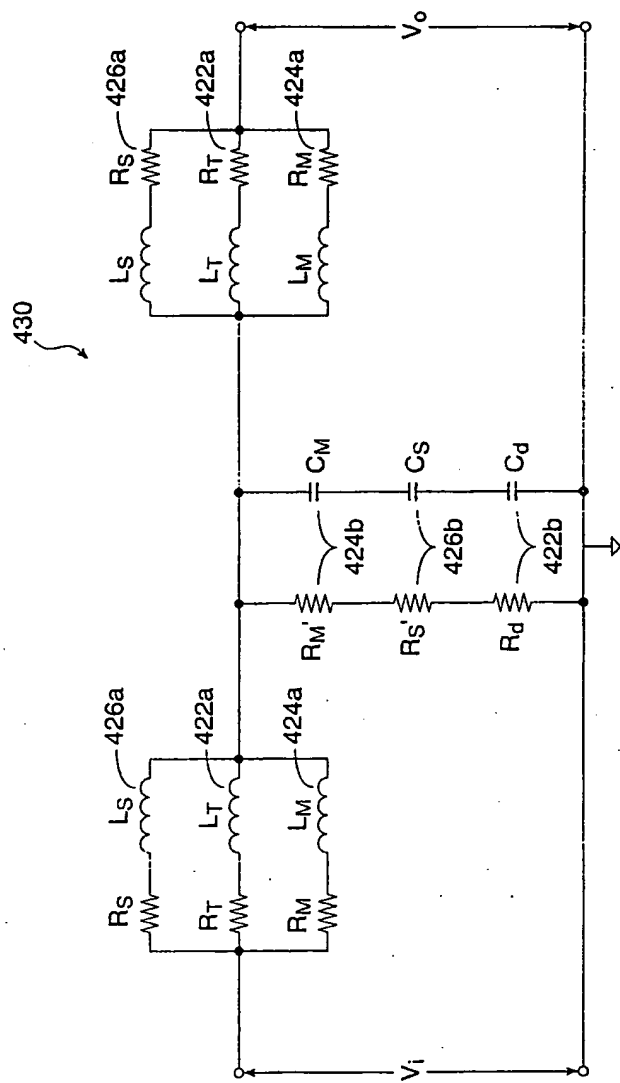 430
426a
LS
RS
422a
LT
RT
424a
LM
RM
426a
RS
LS
422a
RT
LT
424a
RM
LM
Vi
Vo
RM'
424b
CM
RS'
426b
CS
Rd
422b
Cd